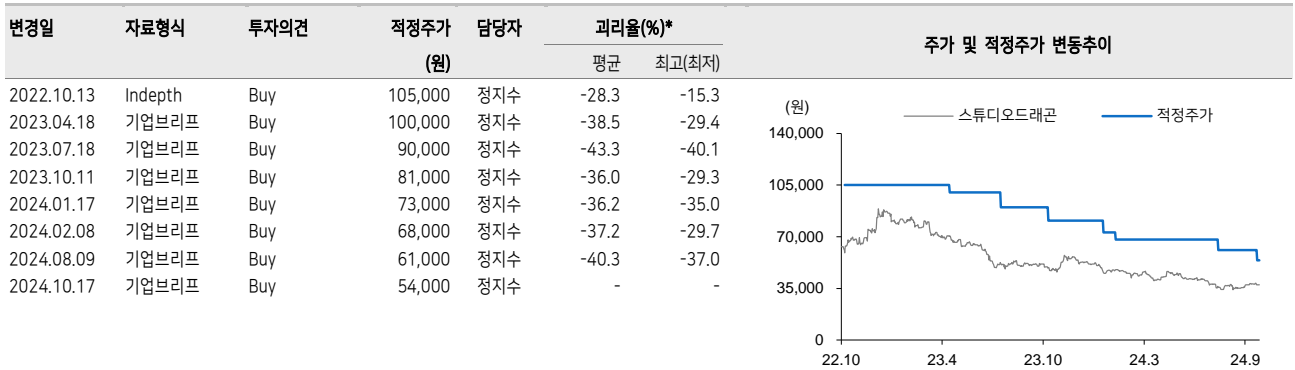 변경일 자료형식 투자의견 적정주가 담당자 괴리율(%)* 주가 및 적정주가 변동추이
(원) 평균 최고(최저)
2022.10.13 Indepth Buy 105,000 정지수 -28.3 -15.3
2023.04.18 기업브리프 Buy 100,000 정지수 -38.5 -29.4
2023.07.18 기업브리프 Buy 90,000 정지수 -43.3 -40.1
2023.10.11 기업브리프 Buy 81,000 정지수 -36.0 -29.3
2024.01.17 기업브리프 Buy 73,000 정지수 -36.2 -35.0
2024.02.08 기업브리프 Buy 68,000 정지수 -37.2 -29.7
2024.08.09 기업브리프 Buy 61,000 정지수 -40.3 -37.0
2024.10.17 기업브리프 Buy 54,000 정지수 - -
(원) 스튜디오드래곤 적정주가
140,000
105,000
70,000
35,000
0
22.10 23.4 23.10 24.3 24.9